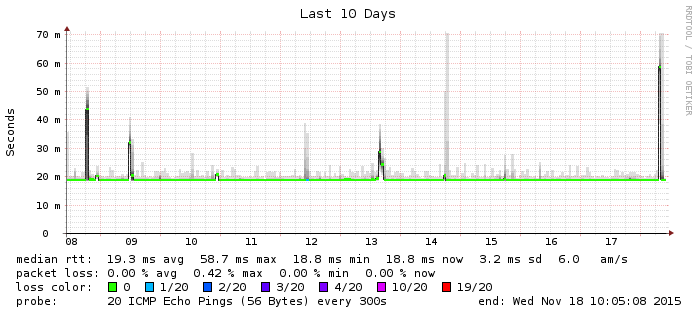 Last 10 Days
RRDTOOL / TOBI OETIKER
Seconds
70 m
60 m
50 m
40 m
30 m
20 m
10 m
0
08 09 10 11 12 13 14 15 16 17
median rtt: 19.3 ms avg 58.7 ms max 18.8 ms min 18.8 ms now 3.2 ms sd 6.0 am/s
packet loss: 0.00 % avg 0.42 % max 0.00 % min 0.00 % now
loss color: 0 1/20 2/20 3/20 4/20 10/20 19/20
probe: 20 ICMP Echo Pings (56 Bytes) every 300s end: Wed Nov 18 10:05:08 2015